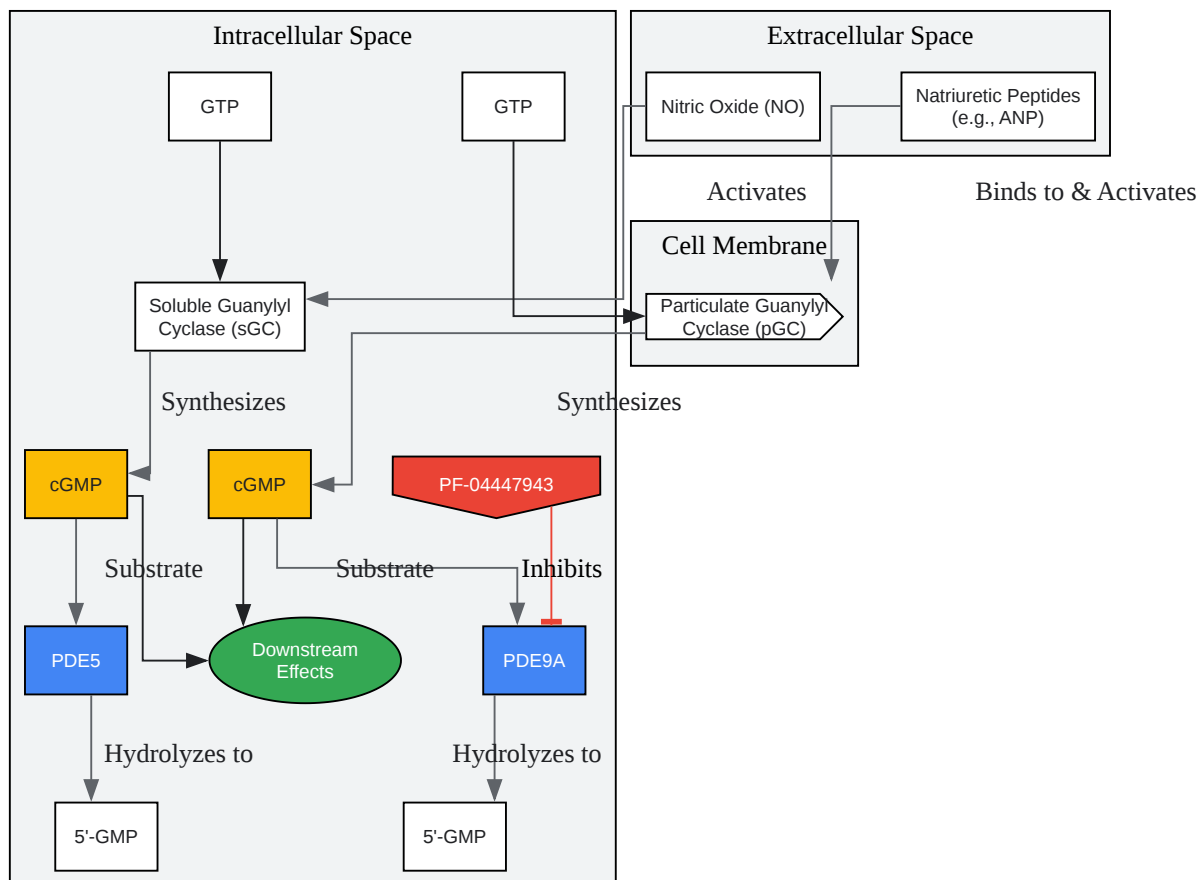 Intracellular Space
Extracellular Space
GTP
GTP
Nitric Oxide (NO)
Natriuretic Peptides
(e.g., ANP)
Activates
Binds to & Activates
Cell Membrane
Soluble Guanylyl
Cyclase (sGC)
Particulate Guanylyl
Cyclase (pGC)
Synthesizes
Synthesizes
cGMP
cGMP
PF-04447943
Substrate
Substrate
Inhibits
PDE5
Downstream
Effects
PDE9A
Hydrolyzes to
Hydrolyzes to
5'-GMP
5'-GMP